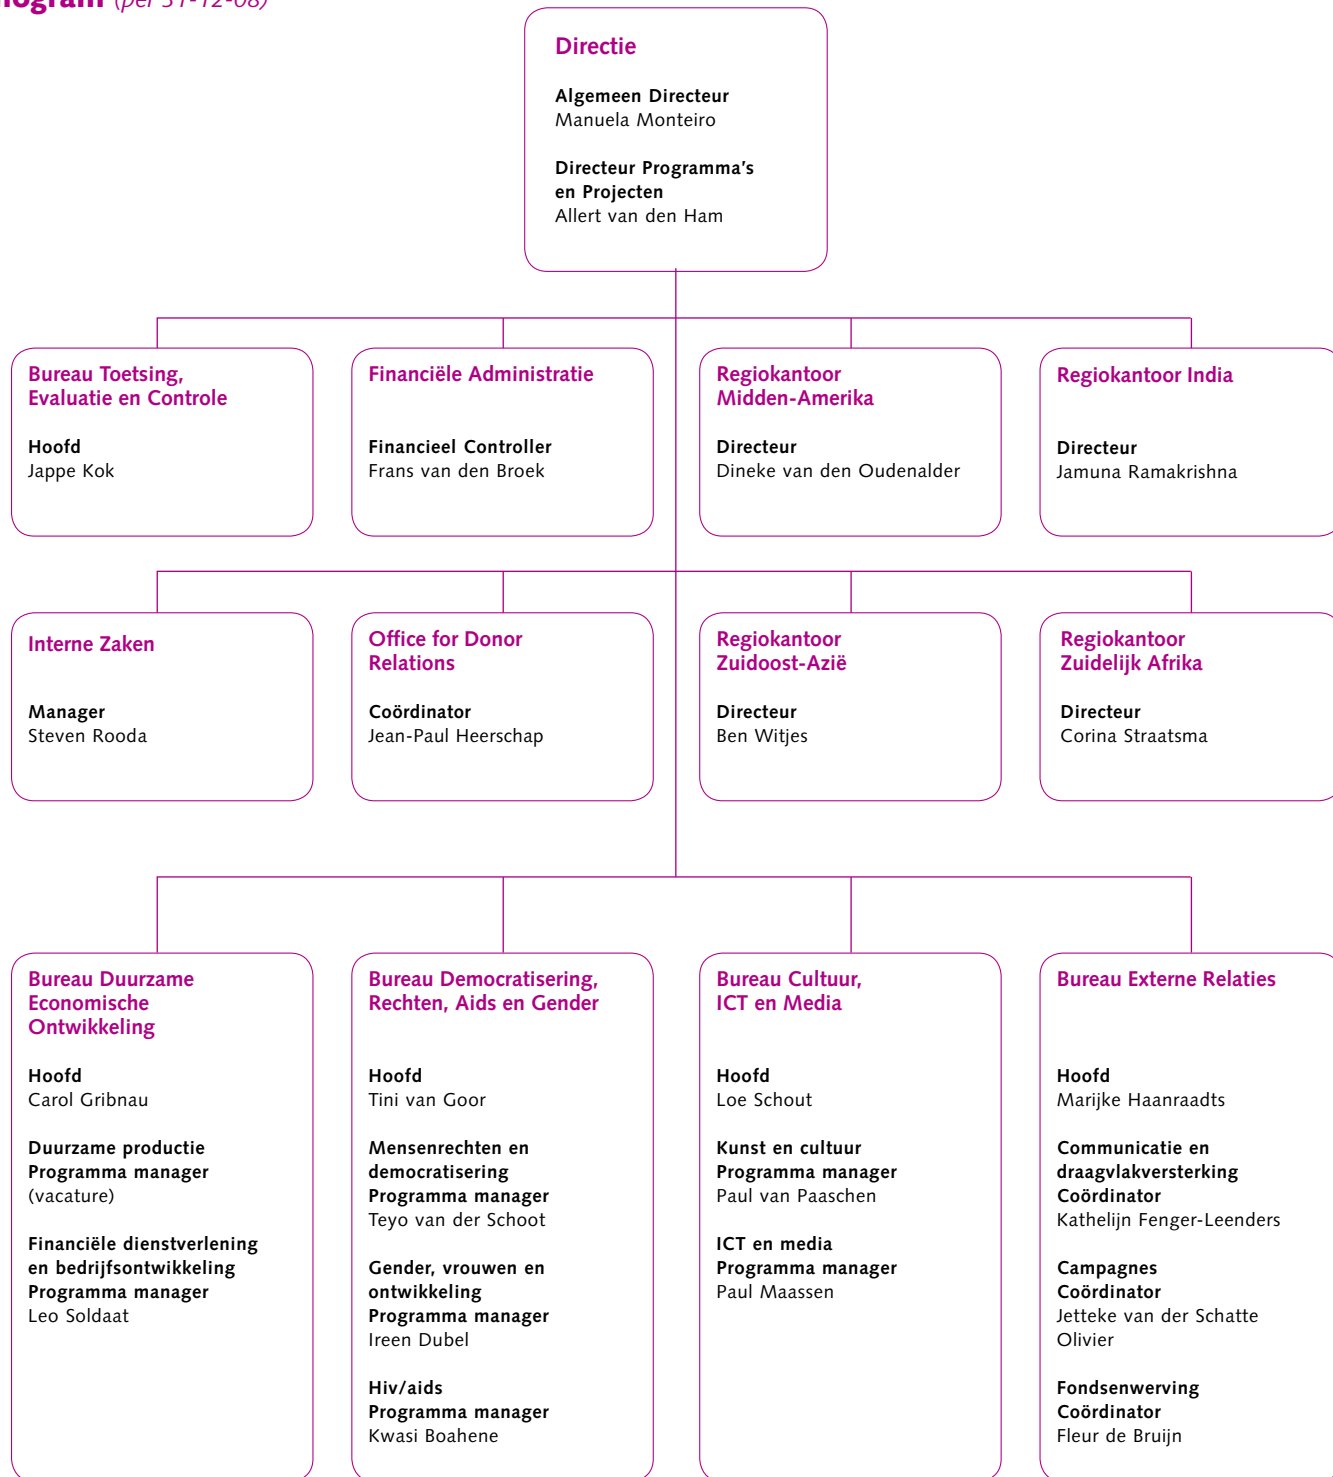 nogram (per 31-12-08)
Directie
Algemeen Directeur
Manuela Monteiro
Directeur Programma's
en Projecten
Allert van den Ham
Bureau Toetsing,
Evaluatie en Controle
Hoofd
Jappe Kok
Financiële Administratie
Financieel Controller
Frans van den Broek
Regiokantoor
Midden-Amerika
Directeur
Dineke van den Oudenalder
Regiokantoor India
Directeur
Jamuna Ramakrishna
Interne Zaken
Manager
Steven Rooda
Office for Donor
Relations
Coördinator
Jean-Paul Heerschap
Regiokantoor
Zuidoost-Azië
Directeur
Ben Witjes
Regiokantoor
Zuidelijk Afrika
Directeur
Corina Straatsma
Bureau Duurzame
Economische
Ontwikkeling
Hoofd
Carol Gribnau
Duurzame productie
Programma manager
(vacature)
Financiële dienstverlening
en bedrijfsontwikkeling
Programma manager
Leo Soldaat
Bureau Democratisering,
Rechten, Aids en Gender
Hoofd
Tini van Goor
Mensenrechten en
democratisering
Programma manager
Teyo van der Schoot
Gender, vrouwen en
ontwikkeling
Programma manager
Ireen Dubel
Hiv/aids
Programma manager
Kwasi Boahene
Bureau Cultuur,
ICT en Media
Hoofd
Loe Schout
Kunst en cultuur
Programma manager
Paul van Paaschen
ICT en media
Programma manager
Paul Maassen
Bureau Externe Relaties
Hoofd
Marijke Haanraadts
Communicatie en
draagvlakversterking
Coördinator
Kathelijn Fenger-Leenders
Campagnes
Coördinator
Jetteke van der Schatte
Olivier
Fondsenwerving
Coördinator
Fleur de Bruijn